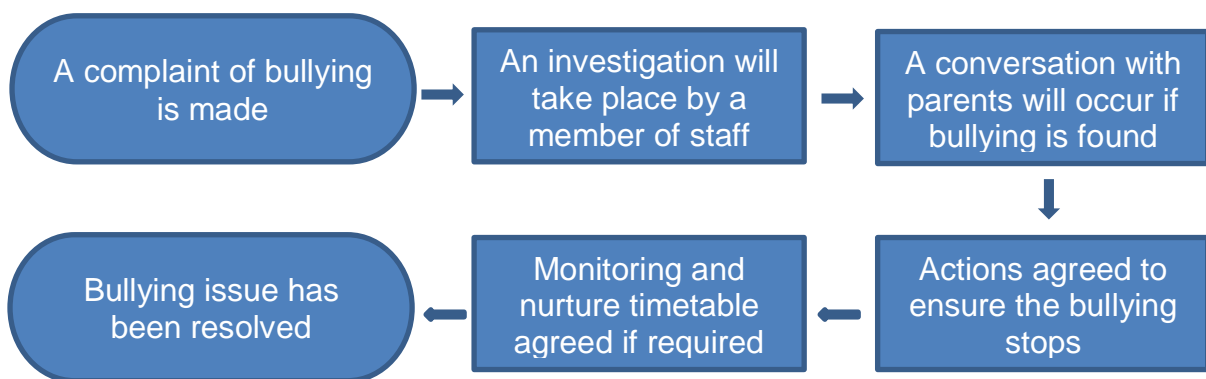 A complaint of bullying
is made
An investigation will
take place by a
member of staff
A conversation with
parents will occur if
bullying is found
Actions agreed to
ensure the bullying
stops
Monitoring and
nurture timetable
agreed if required
Bullying issue has
been resolved